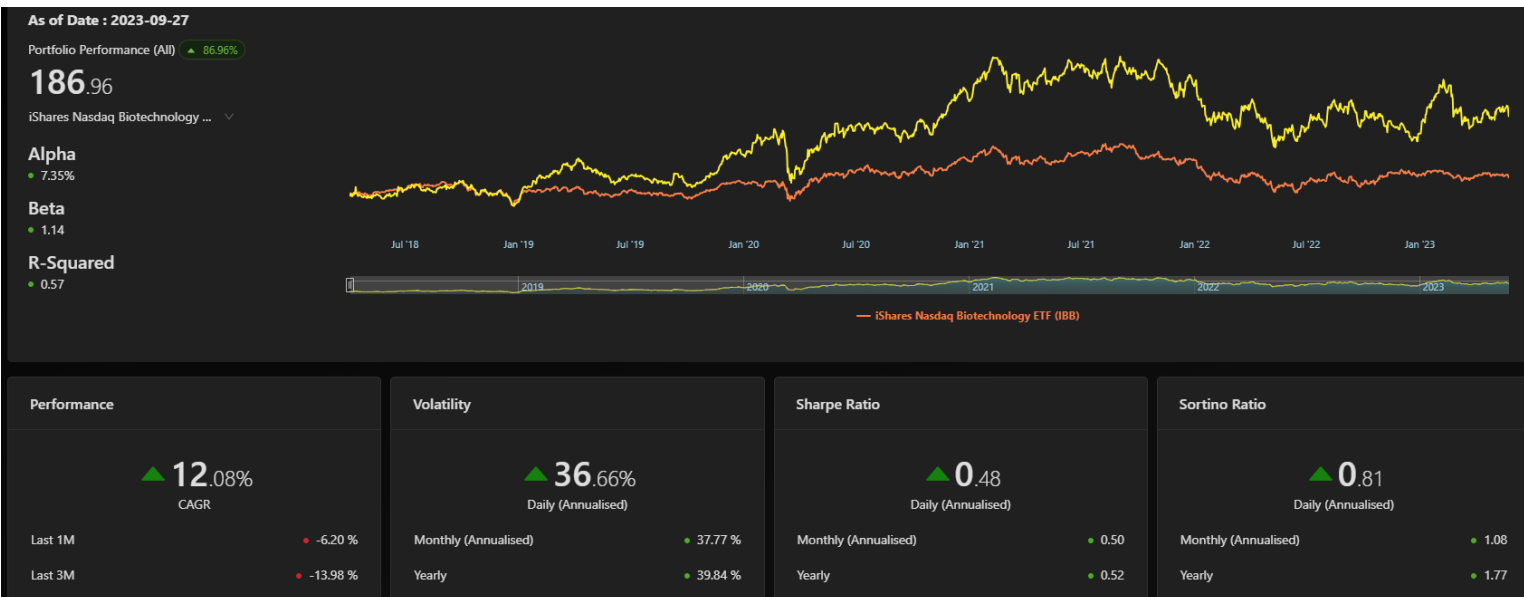 As of Date : 2023-09-27
Portfolio Performance (All) ▲ 86.96%
186.96
iShares Nasdaq Biotechnology ...
Alpha
7.35%
Beta
1.14
R-Squared
0.57
Jul '18 Jan '19 Jul '19 Jan '20 Jul '20 Jan '21 Jul '21 Jan '22 Jul '22 Jan '23
2019 2020 2021 2022 2023
iShares Nasdaq Biotechnology ETF (IBB)
Performance
12.08%
CAGR
Last 1M -6.20 %
Last 3M -13.98 %
Volatility
36.66%
Daily (Annualised)
Monthly (Annualised) 37.77 %
Yearly 39.84 %
Sharpe Ratio
0.48
Daily (Annualised)
Monthly (Annualised) 0.50
Yearly 0.52
Sortino Ratio
0.81
Daily (Annualised)
Monthly (Annualised) 1.08
Yearly 1.77